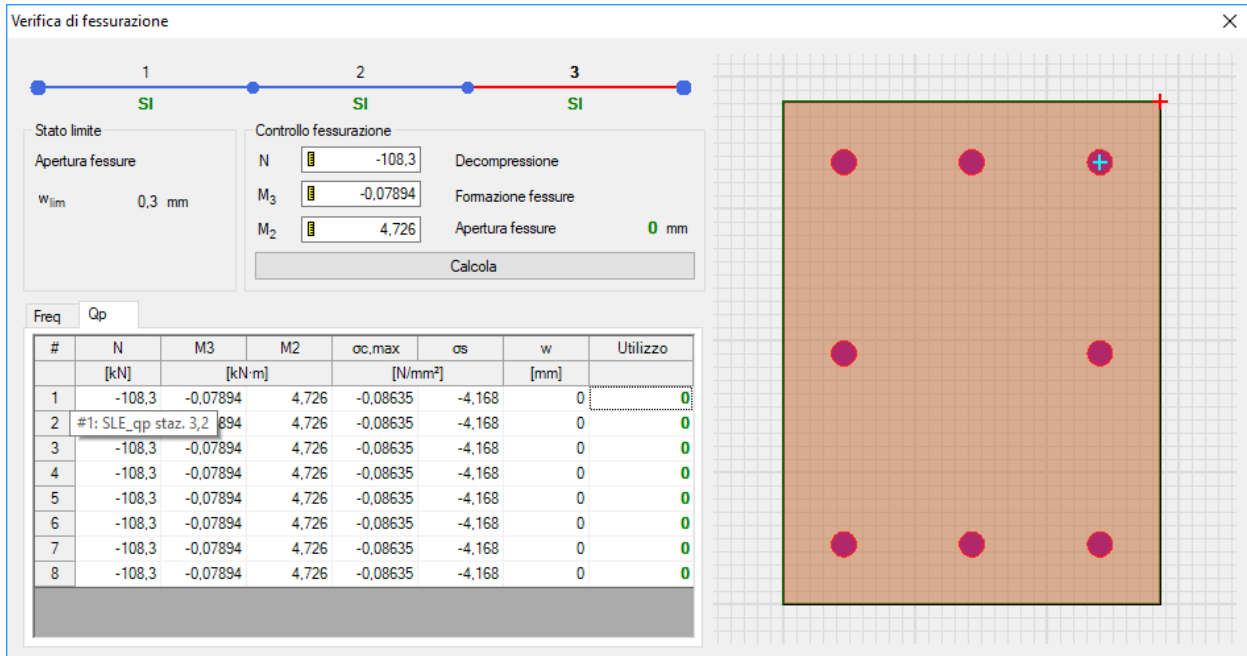 Verifica di fessurazione
1 2 3
SI SI SI
Stato limite
Apertura fessure
wlim 0,3 mm
Controllo fessurazione
N -108,3 Decompressione
M3 -0,07894 Formazione fessure
M2 4,726 Apertura fessure 0 mm
Calcola
Freq Qp
# N M3 M2 σc,max σs w Utilizzo
[kN] [kN·m] [N/mm²] [mm]
1 -108,3 -0,07894 4,726 -0,08635 -4,168 0 0
2 #1: SLE_qp staz. 3,2 894 4,726 -0,08635 -4,168 0 0
3 -108,3 -0,07894 4,726 -0,08635 -4,168 0 0
4 -108,3 -0,07894 4,726 -0,08635 -4,168 0 0
5 -108,3 -0,07894 4,726 -0,08635 -4,168 0 0
6 -108,3 -0,07894 4,726 -0,08635 -4,168 0 0
7 -108,3 -0,07894 4,726 -0,08635 -4,168 0 0
8 -108,3 -0,07894 4,726 -0,08635 -4,168 0 0